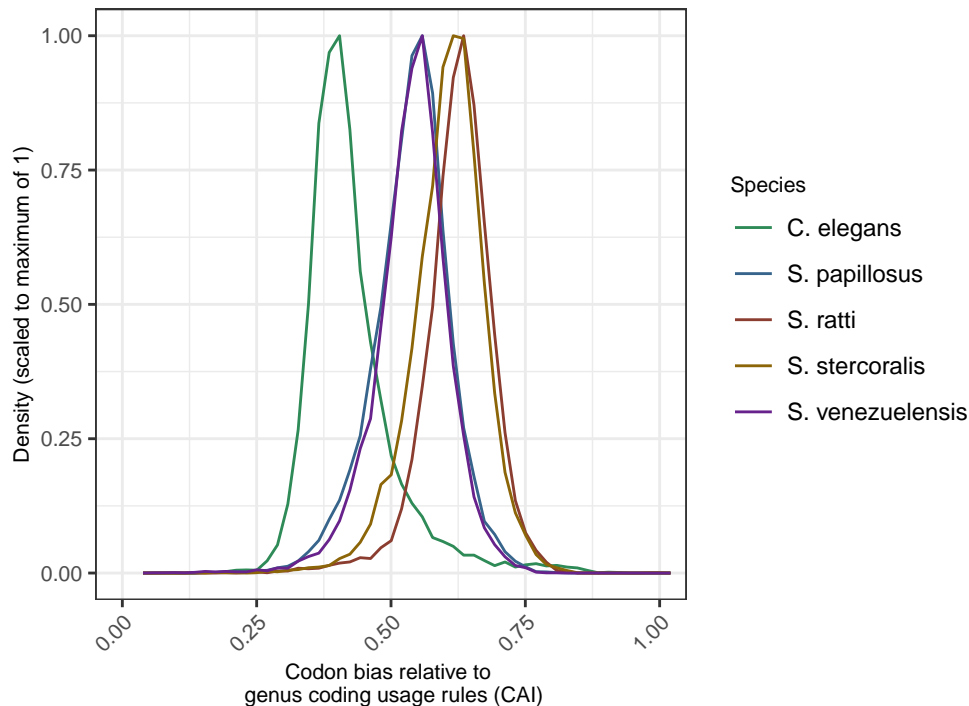 1.00
0.75
0.50
0.25
0.00
Density (scaled to maximum of 1)
0.00
0.25
0.50
0.75
1.00
Codon bias relative to
genus coding usage rules (CAI)
Species
C. elegans
S. papillosus
S. ratti
S. stercoralis
S. venezuelensis